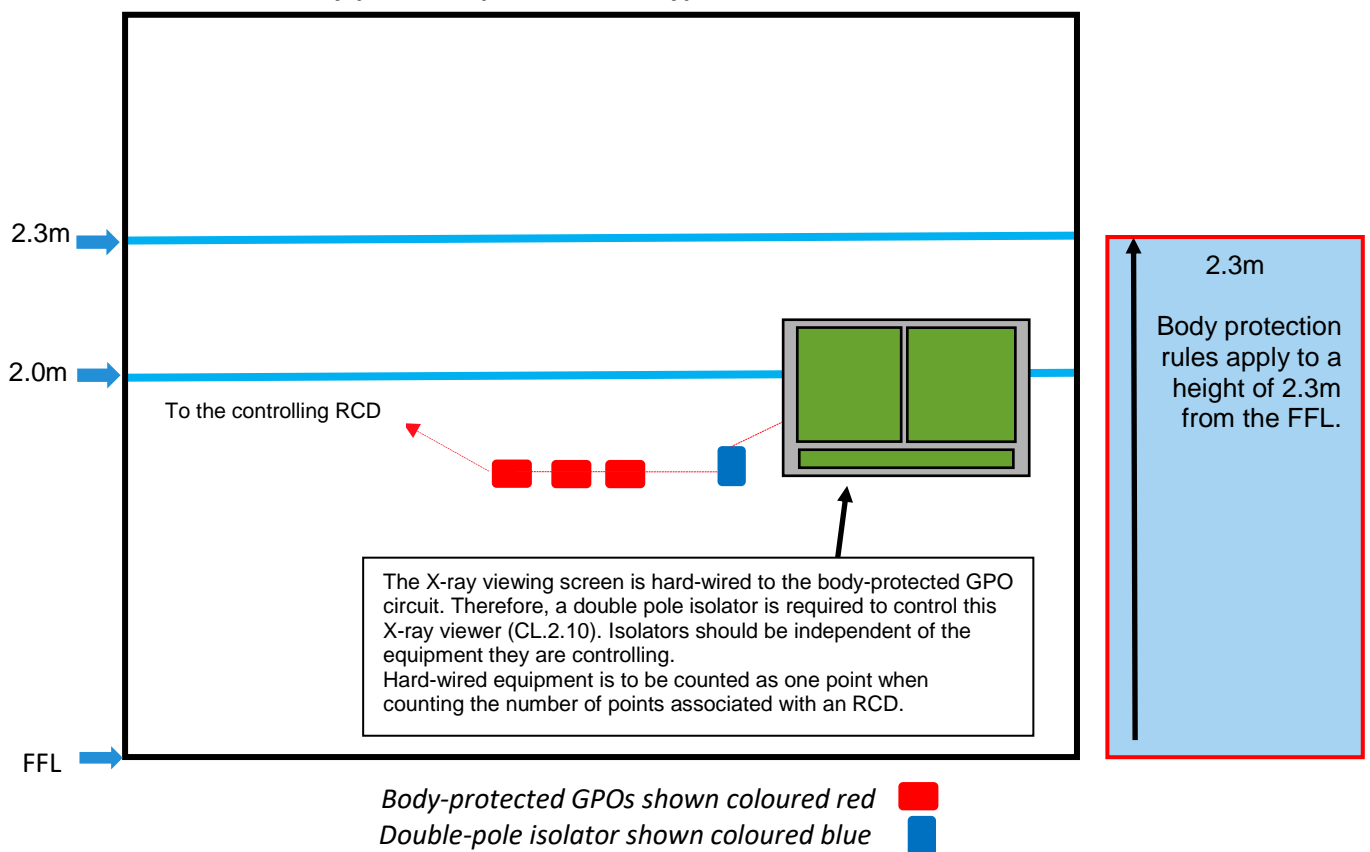 2.3m
2.3m
Body protection
rules apply to a
height of 2.3m
from the FFL.
2.0m
To the controlling RCD
The X-ray viewing screen is hard-wired to the body-protected GPO
circuit. Therefore, a double pole isolator is required to control this
X-ray viewer (CL.2.10). Isolators should be independent of the
equipment they are controlling.
Hard-wired equipment is to be counted as one point when
counting the number of points associated with an RCD.
FFL
Body-protected GPOs shown coloured red
Double-pole isolator shown coloured blue